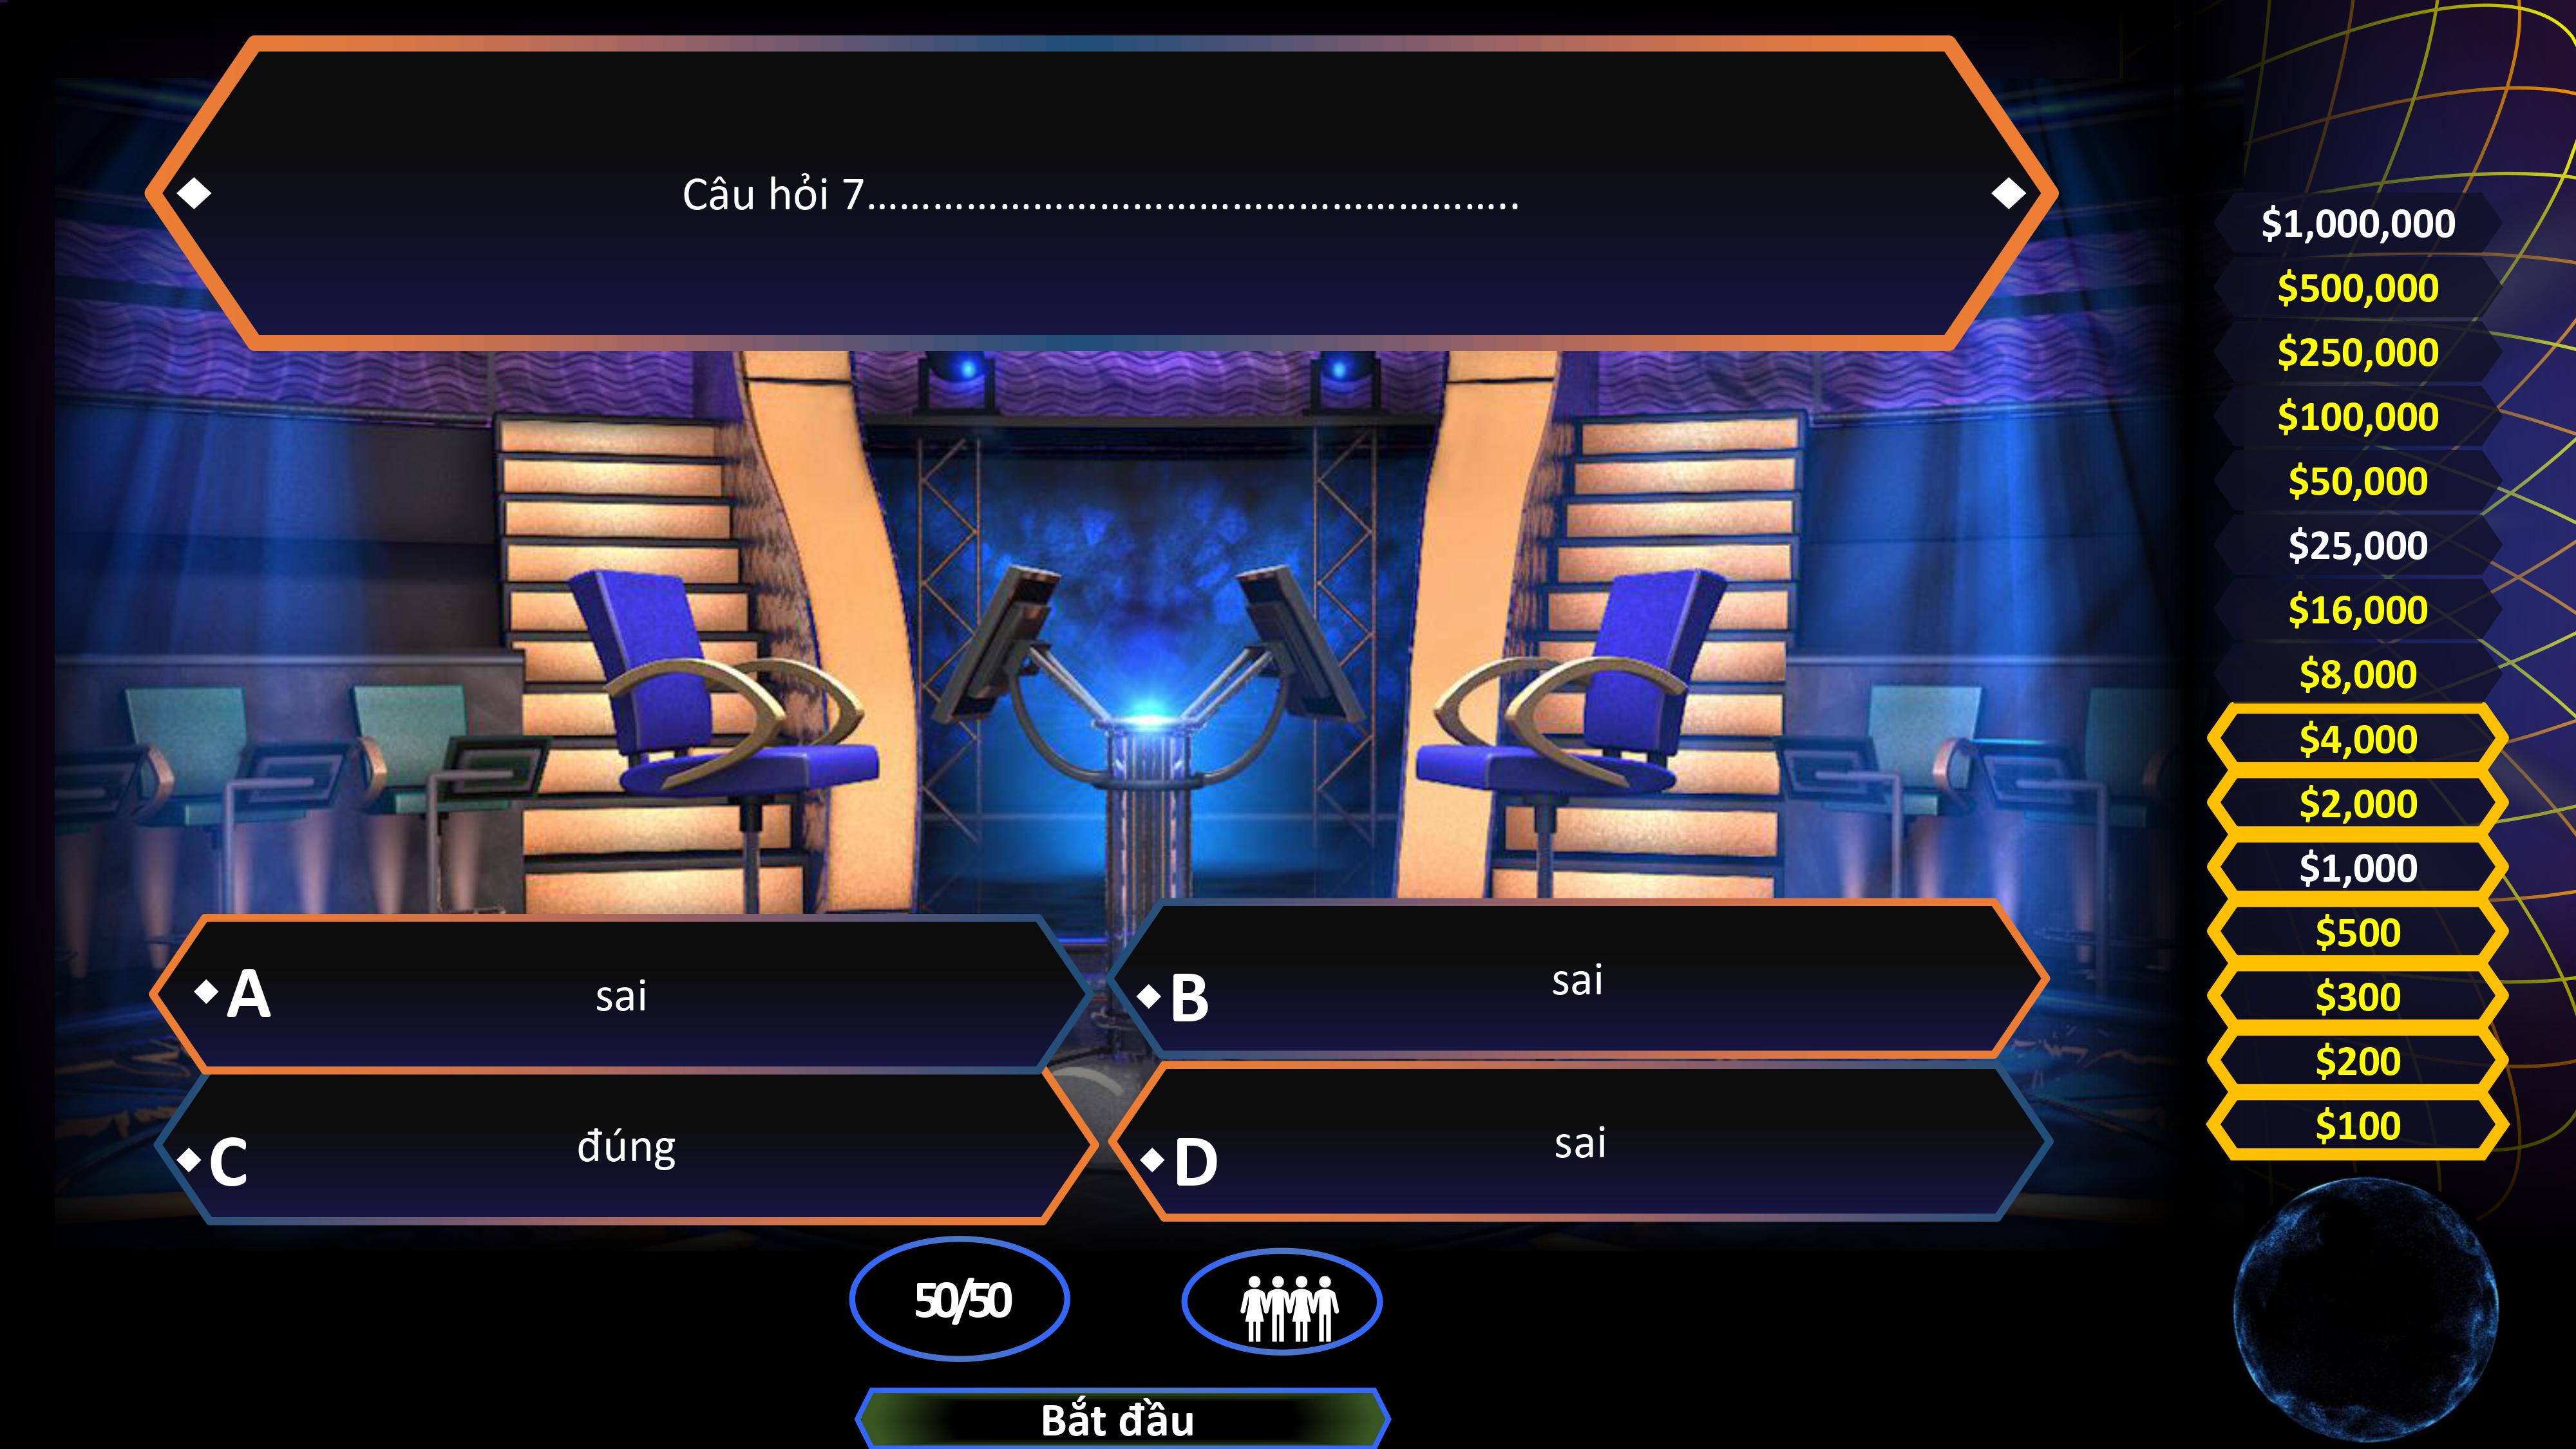 Câu hỏi 7…………………………………………………..
$1,000,000
$500,000
$250,000
$100,000
$50,000
$25,000
$16,000
$8,000
$4,000
$2,000
$1,000
$500
$300
$200
$100
A sai
B sai
C đúng
D sai
50/50
Bắt đầu